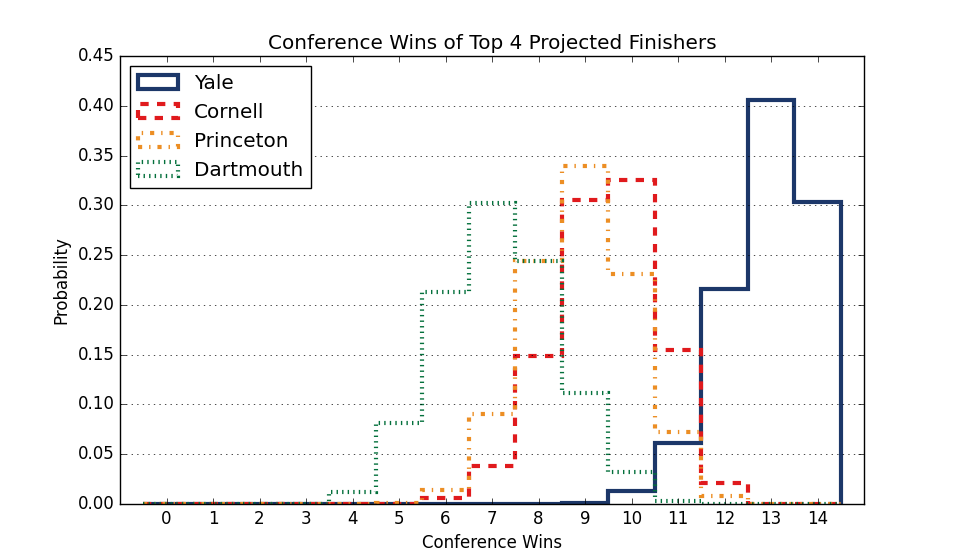 Conference Wins of Top 4 Projected Finishers
0.45
0.40
0.35
0.30
0.25
0.20
0.15
0.10
0.05
0.00
Probability
Yale
Cornell
Princeton
Dartmouth
0 1 2 3 4 5 6 7 8 9 10 11 12 13 14
Conference Wins